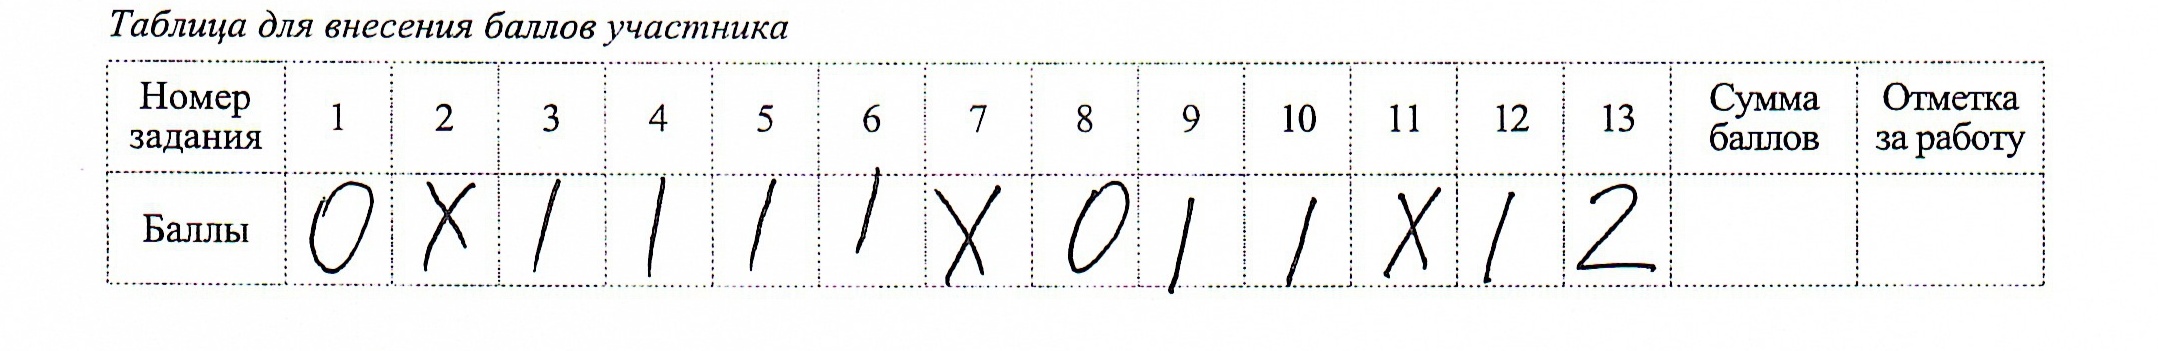 Таблица для внесения баллов участника
Номер задания 1 2 3 4 5 6 7 8 9 10 11 12 13 Сумма баллов Отметка за работу
Баллы 0 X 1 1 1 1 X 0 1 1 X 1 2